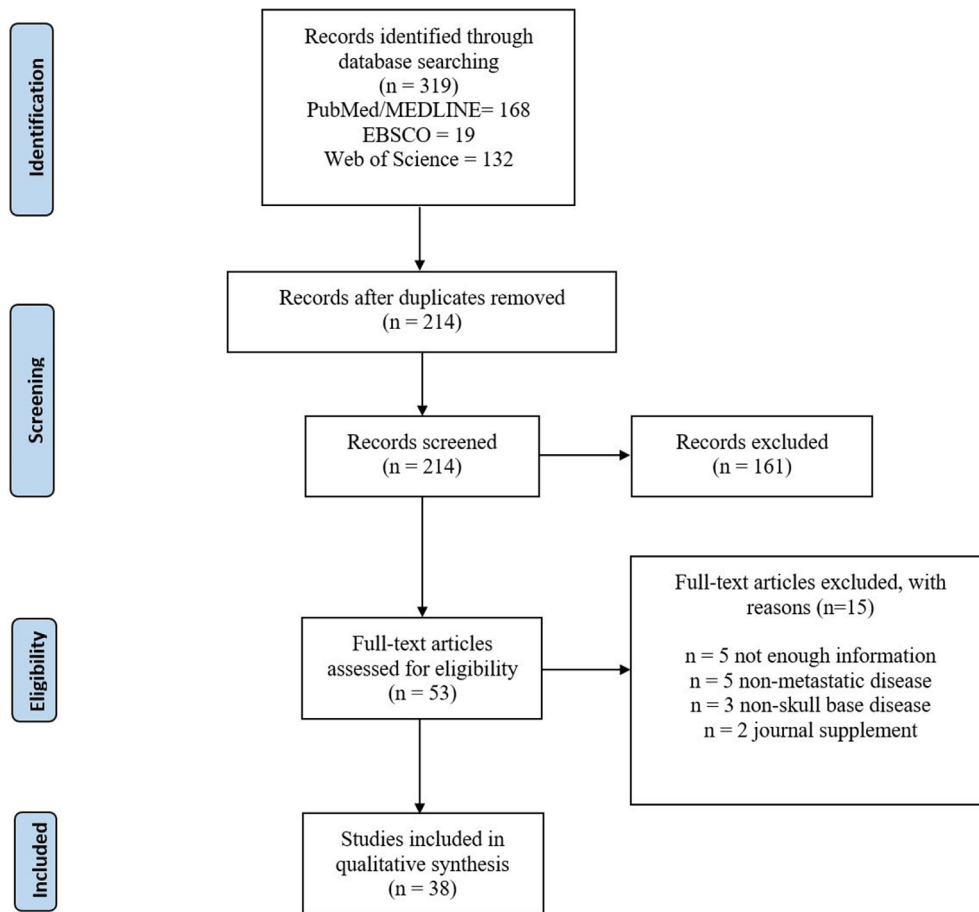 Identification
Records identified through
database searching
(n = 319)
PubMed/MEDLINE= 168
EBSCO = 19
Web of Science = 132
Screening
Records after duplicates removed
(n = 214)
Records screened
(n = 214)
Records excluded
(n = 161)
Eligibility
Full-text articles
assessed for eligibility
(n = 53)
Full-text articles excluded, with
reasons (n=15)
n = 5 not enough information
n = 5 non-metastatic disease
n = 3 non-skull base disease
n = 2 journal supplement
Included
Studies included in
qualitative synthesis
(n = 38)